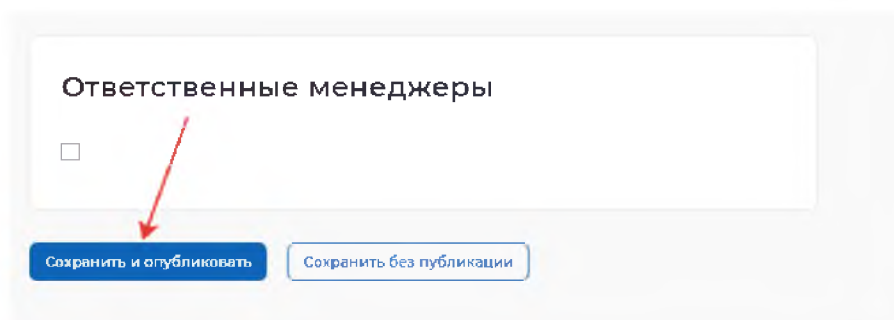 Ответственные менеджеры
Сохранить и опубликовать
Сохранить без публикации